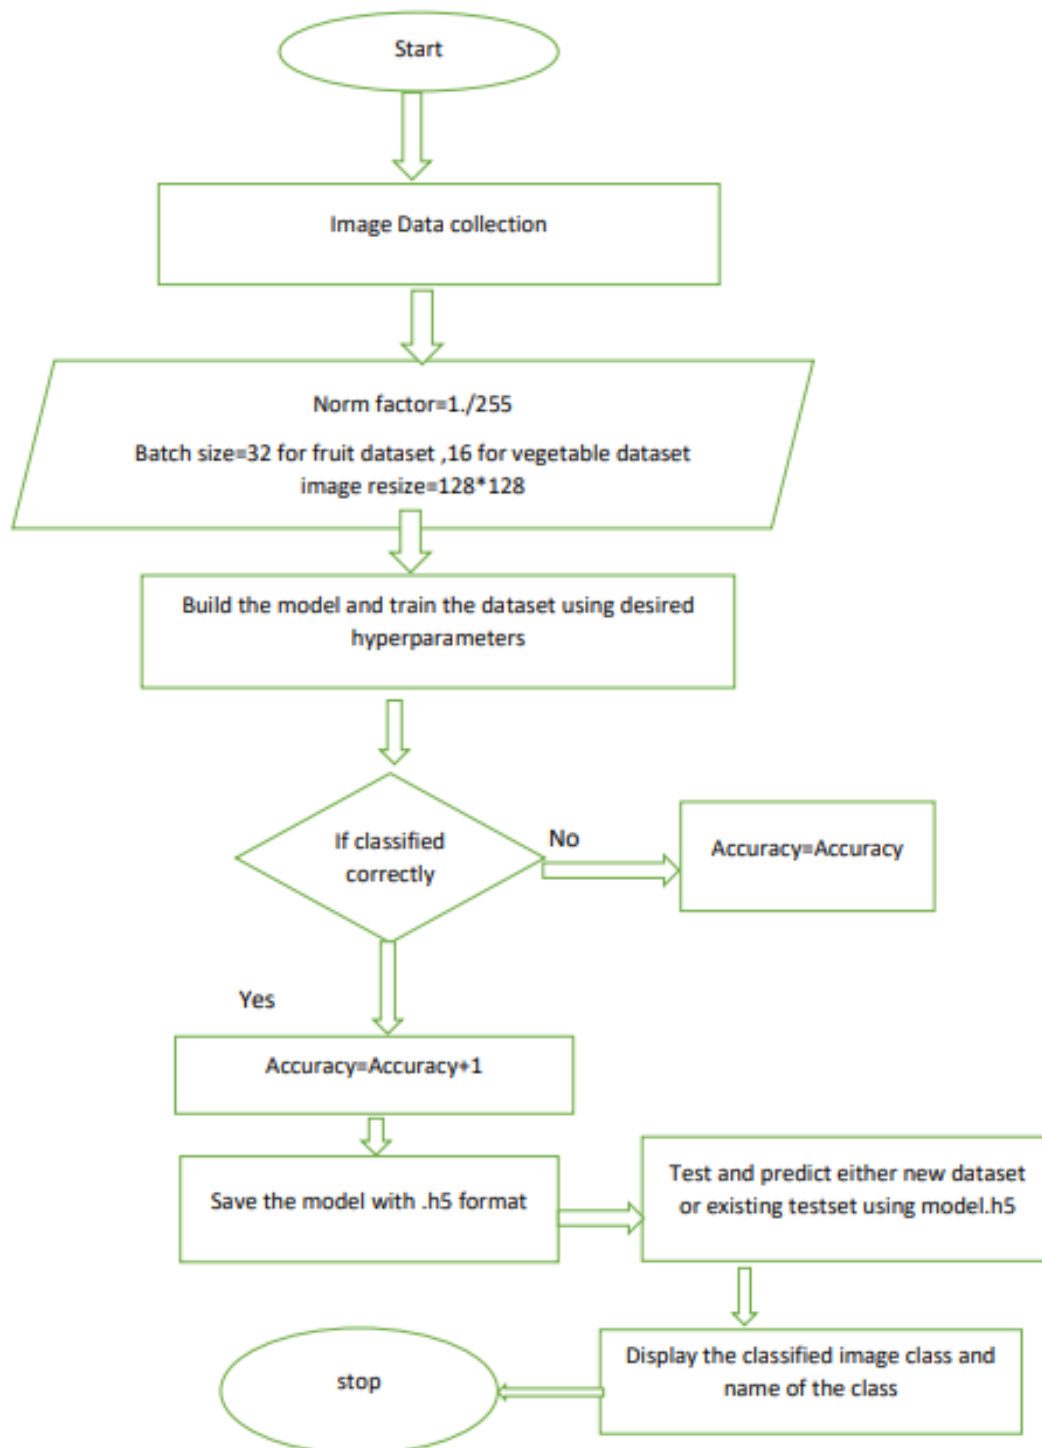 Start
Image Data collection
Norm factor=1./255
Batch size=32 for fruit dataset ,16 for vegetable dataset
image resize=128*128
Build the model and train the dataset using desired
hyperparameters
If classified
correctly
No
Accuracy=Accuracy
Yes
Accuracy=Accuracy+1
Save the model with .h5 format
Test and predict either new dataset
or existing testset using model.h5
Display the classified image class and
name of the class
stop